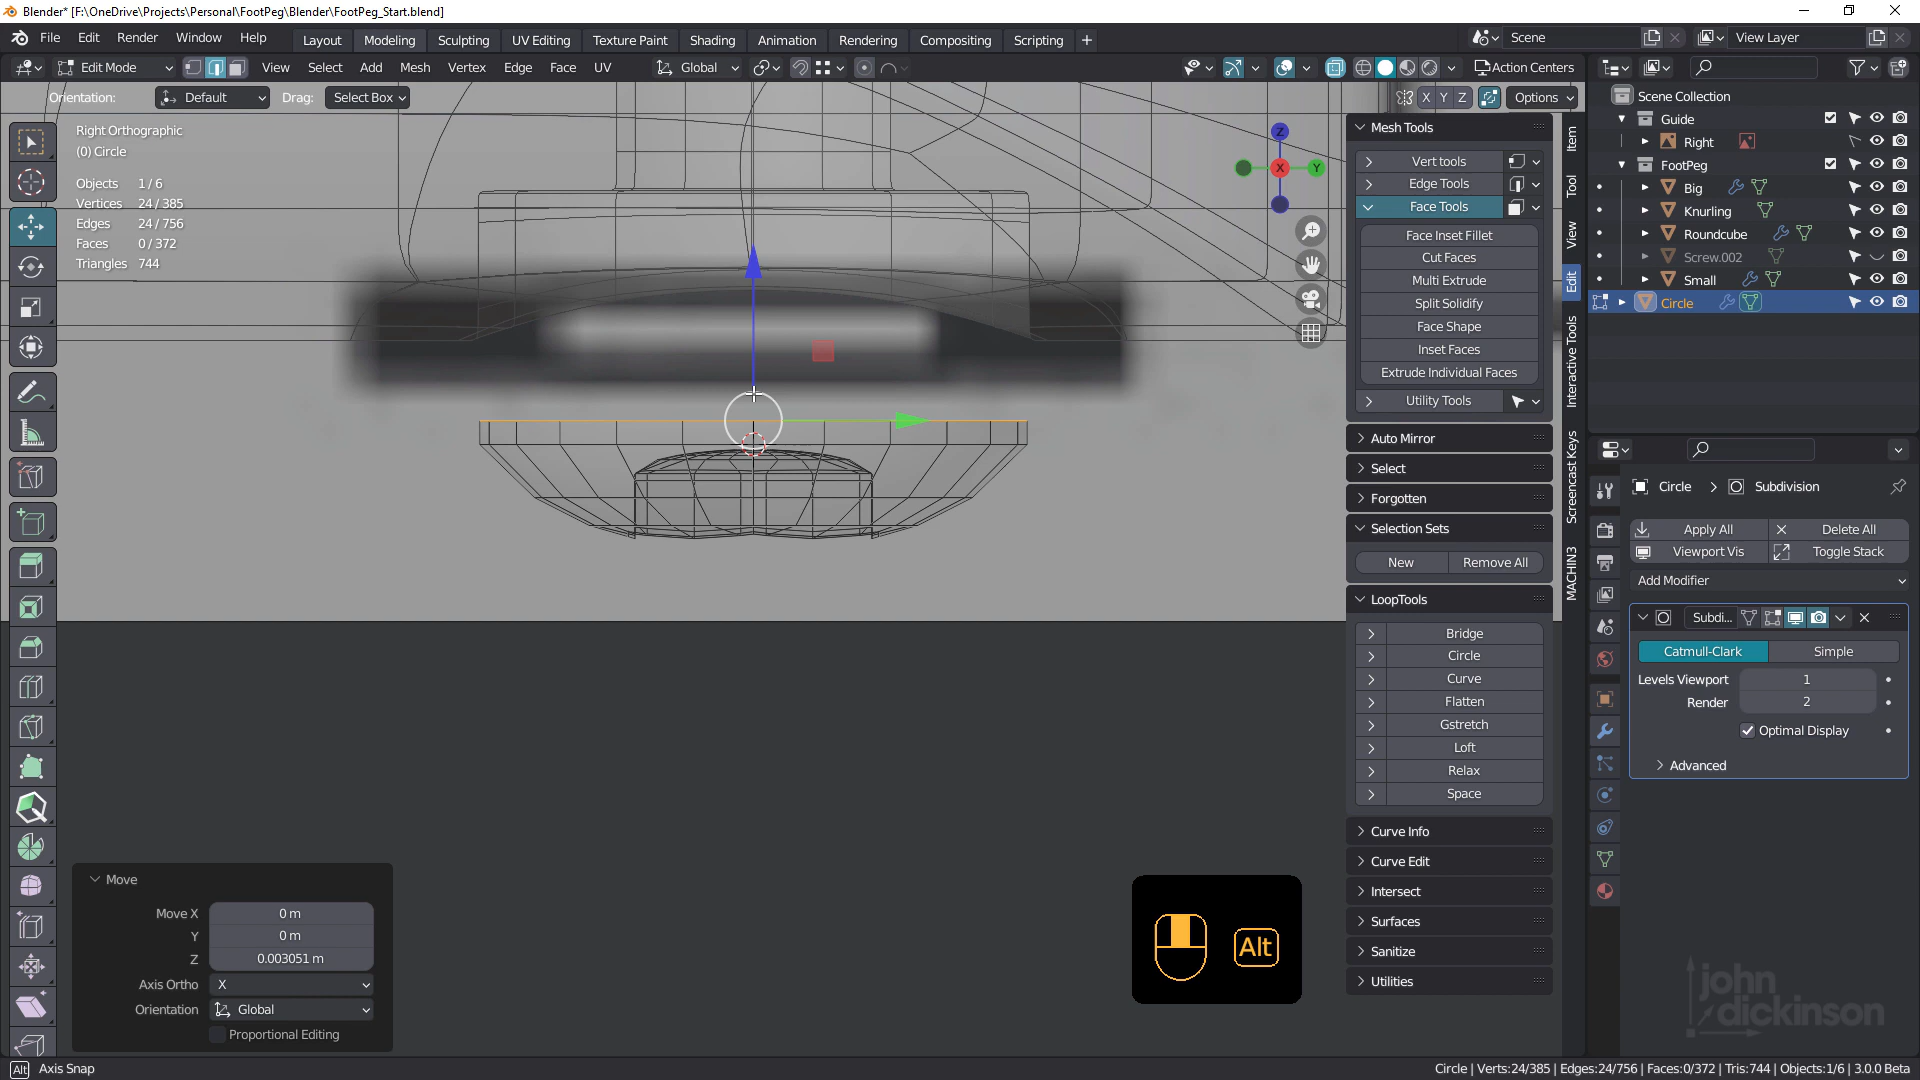 Blender* [F:\OneDrive\Projects\Personal\FootPeg\Blender\FootPeg_Start.blend]
File Edit Render Window Help Layout Modeling Sculpting UV Editing Texture Paint Shading Animation Rendering Compositing Scripting Scene View Layer
Edit Mode View Select Add Mesh Vertex Edge Face UV Global Action Centers
Orientation: Default Drag: Select Box X Y Z Options
Right Orthographic
(0) Circle
Objects 1 / 6
Vertices 24 / 385
Edges 24 / 756
Faces 0 / 372
Triangles 744
Z
X
Y
Mesh Tools
Vert tools
Edge Tools
Face Tools
Face Inset Fillet
Cut Faces
Multi Extrude
Split Solidify
Face Shape
Inset Faces
Extrude Individual Faces
Utility Tools
Auto Mirror
Select
Forgotten
Selection Sets
New Remove All
LoopTools
Bridge
Circle
Curve
Flatten
Gstretch
Loft
Relax
Space
Curve Info
Curve Edit
Intersect
Surfaces
Sanitize
Utilities
Item
Tool
View
Edit
Interactive Tools
Screencast Keys
MACHIN3
Scene Collection
Guide
Right
FootPeg
Big
Knurling
Roundcube
Screw.002
Small
Circle
Circle Subdivision
Apply All Delete All
Viewport Vis Toggle Stack
Add Modifier
Subdi...
Catmull-Clark Simple
Levels Viewport 1
Render 2
Optimal Display
Advanced
Move
Move X 0 m
Y 0 m
Z 0.003051 m
Axis Ortho X
Orientation Global
Proportional Editing
Alt
john
dickinson
Alt Axis Snap
Circle | Verts:24/385 | Edges:24/756 | Faces:0/372 | Tris:744 | Objects:1/6 | 3.0.0 Beta